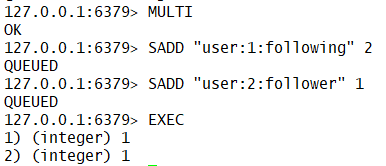 127.0.0.1:6379> MULTI
OK
127.0.0.1:6379> SADD "user:1:following" 2
QUEUED
127.0.0.1:6379> SADD "user:2:follower" 1
QUEUED
127.0.0.1:6379> EXEC
1) (integer) 1
2) (integer) 1